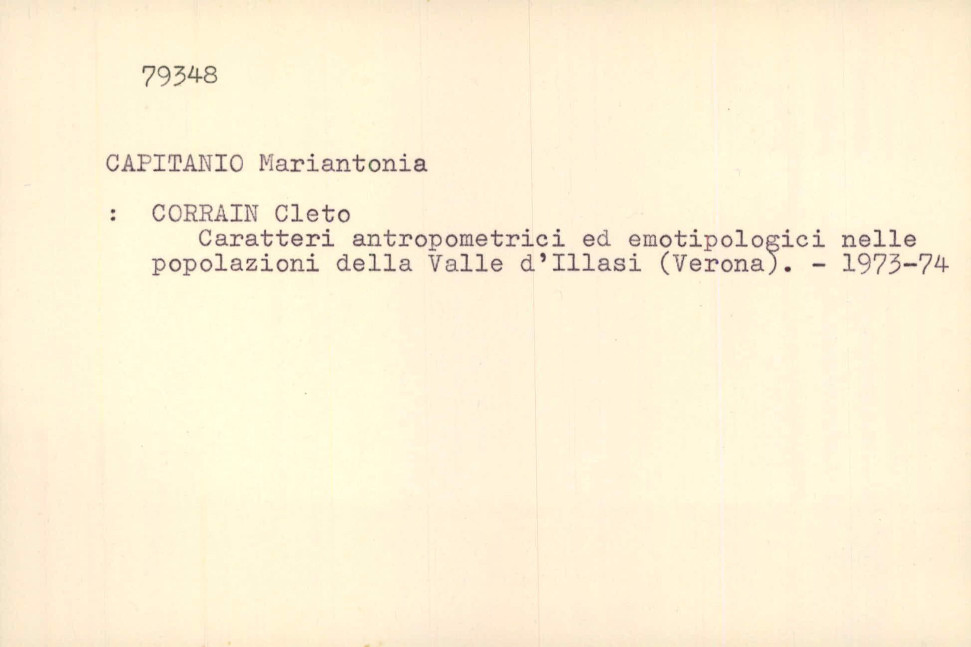 79348
CAPITANIO Mariantonia
: CORRAIN Cleto
Caratteri antropometrici ed emotipologici nelle
popolazioni della Valle d'Illasi (Verona). - 1973-74